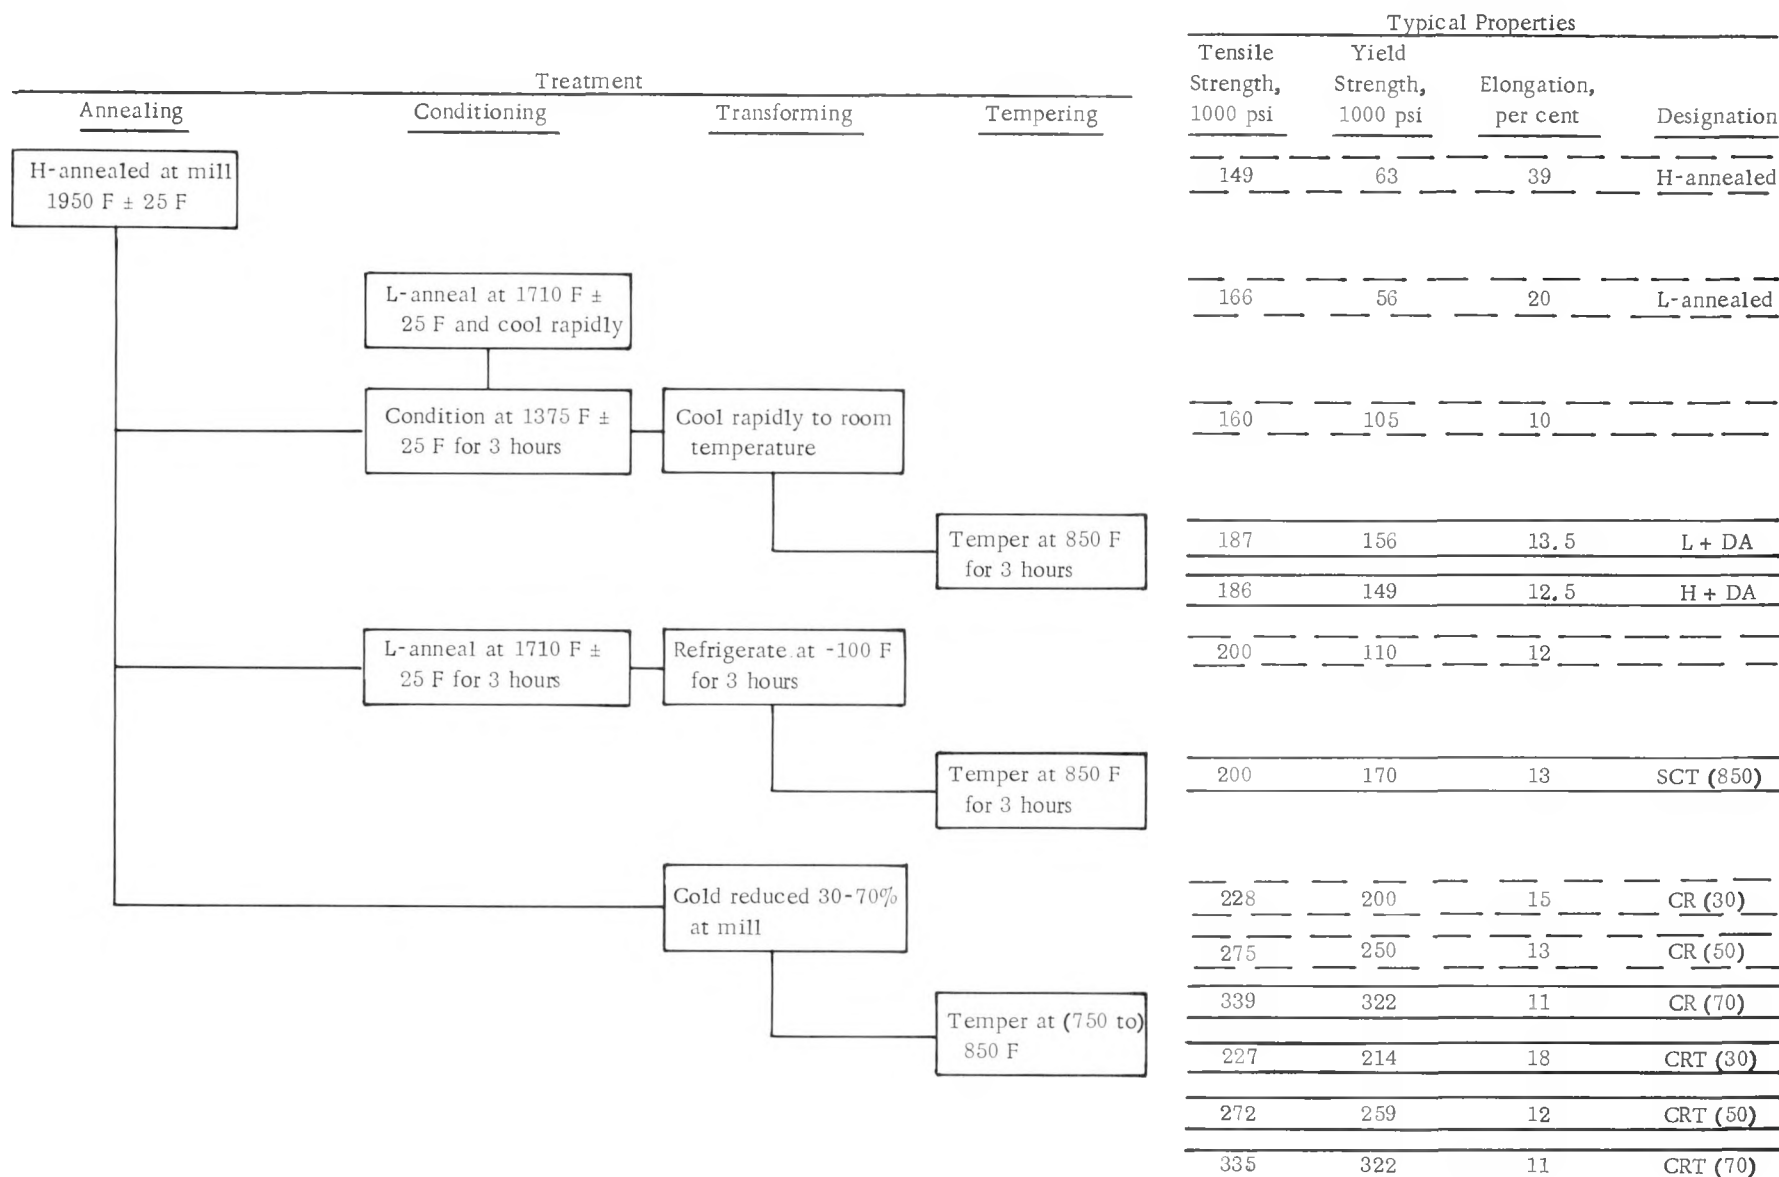 Typical Properties
Treatment
Annealing Conditioning Transforming Tempering
Tensile Strength, 1000 psi
Yield Strength, 1000 psi
Elongation, per cent
Designation
H-annealed at mill
1950 F ± 25 F
149 63 39 H-annealed
L-anneal at 1710 F ±
25 F and cool rapidly
166 56 20 L-annealed
Condition at 1375 F ±
25 F for 3 hours
Cool rapidly to room
temperature
160 105 10
Temper at 850 F
for 3 hours
187 156 13.5 L + DA
186 149 12.5 H + DA
L-anneal at 1710 F ±
25 F for 3 hours
Refrigerate at -100 F
for 3 hours
200 110 12
Temper at 850 F
for 3 hours
200 170 13 SCT (850)
Cold reduced 30-70%
at mill
228 200 15 CR (30)
275 250 13 CR (50)
339 322 11 CR (70)
Temper at (750 to)
850 F
227 214 18 CRT (30)
272 259 12 CRT (50)
335 322 11 CRT (70)